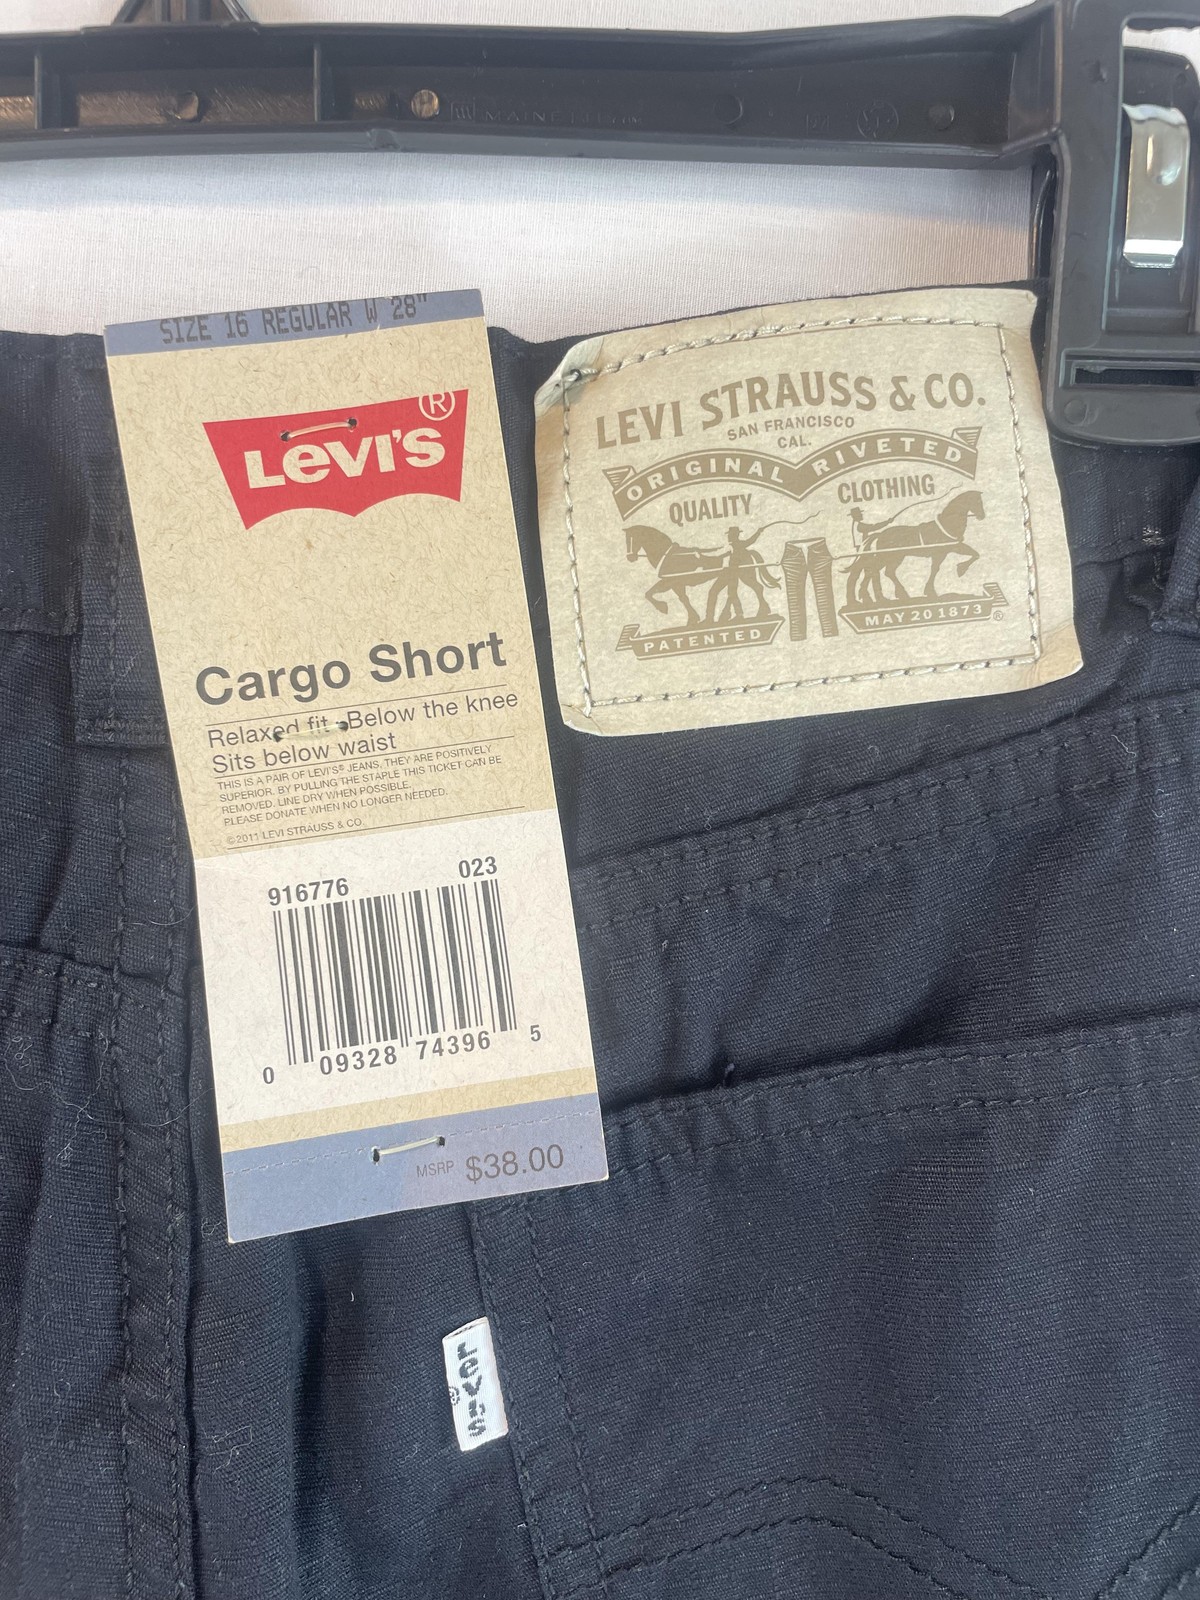 SIZE 16 REGULAR W 28"
LEVI'S®
Cargo Short
Relaxed fit - Below the knee
Sits below waist
THIS IS A PAIR OF LEVI'S® JEANS, THEY ARE POSITIVELY
SUPERIOR. BY PULLING THE STAPLE THIS TICKET CAN BE
REMOVED. LINE DRY WHEN POSSIBLE.
PLEASE DONATE WHEN NO LONGER NEEDED.
©2011 LEVI STRAUSS & CO.
916776 023
0 09328 74396 5
MSRP $38.00
LEVI STRAUSS & CO.
SAN FRANCISCO
CAL.
ORIGINAL RIVETED
QUALITY CLOTHING
PATENTED MAY 20 1873 ®
LEVI'S ®